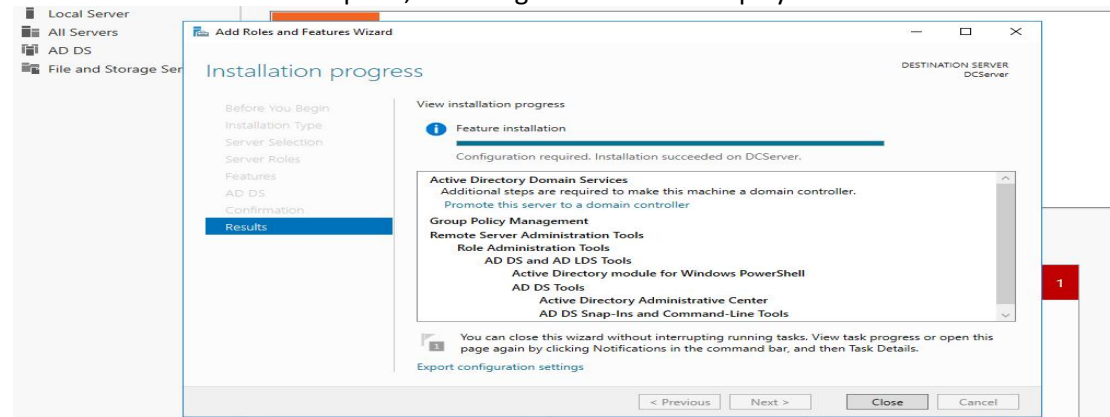 Local Server
All Servers
AD DS
File and Storage Ser
Add Roles and Features Wizard
Installation progress
DESTINATION SERVER
DCServer
Before You Begin
Installation Type
Server Selection
Server Roles
Features
AD DS
Confirmation
Results
View installation progress
Feature installation
Configuration required. Installation succeeded on DCServer.
Active Directory Domain Services
Additional steps are required to make this machine a domain controller.
Promote this server to a domain controller
Group Policy Management
Remote Server Administration Tools
Role Administration Tools
AD DS and AD LDS Tools
Active Directory module for Windows PowerShell
AD DS Tools
Active Directory Administrative Center
AD DS Snap-Ins and Command-Line Tools
1
1
You can close this wizard without interrupting running tasks. View task progress or open this
page again by clicking Notifications in the command bar, and then Task Details.
Export configuration settings
< Previous
Next >
Close
Cancel